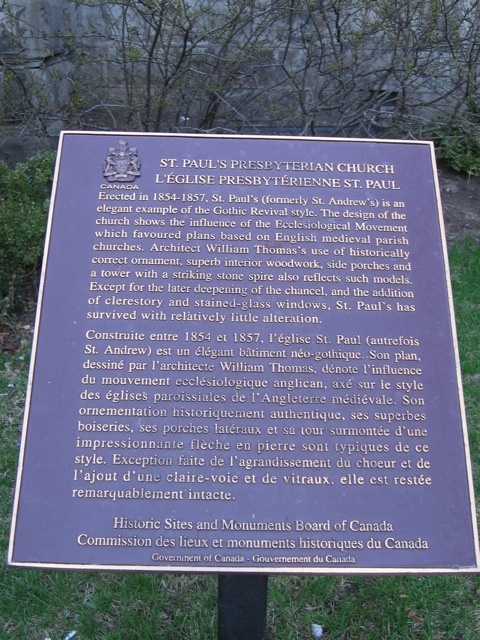 CANADA
ST. PAUL'S PRESBYTERIAN CHURCH
L'ÉGLISE PRESBYTÉRIENNE ST. PAUL
Erected in 1854-1857, St. Paul's (formerly St. Andrew's) is an
elegant example of the Gothic Revival style. The design of the
church shows the influence of the Ecclesiological Movement
which favoured plans based on English medieval parish
churches. Architect William Thomas's use of historically
correct ornament, superb interior woodwork, side porches and
a tower with a striking stone spire also reflects such models.
Except for the later deepening of the chancel, and the addition
of clerestory and stained-glass windows, St. Paul's has
survived with relatively little alteration.
Construite entre 1854 et 1857, l'église St. Paul (autrefois
St. Andrew) est un élégant bâtiment néo-gothique. Son plan,
dessiné par l'architecte William Thomas, dénote l'influence
du mouvement ecclésiologique anglican, axé sur le style
des églises paroissiales de l'Angleterre médiévale. Son
ornementation historiquement authentique, ses superbes
boiseries, ses porches latéraux et sa tour surmontée d'une
impressionnante flèche en pierre sont typiques de ce
style. Exception faite de l'agrandissement du choeur et de
l'ajout d'une claire-voie et de vitraux, elle est restée
remarquablement intacte.
Historic Sites and Monuments Board of Canada
Commission des lieux et monuments historiques du Canada
Government of Canada - Gouvernement du Canada